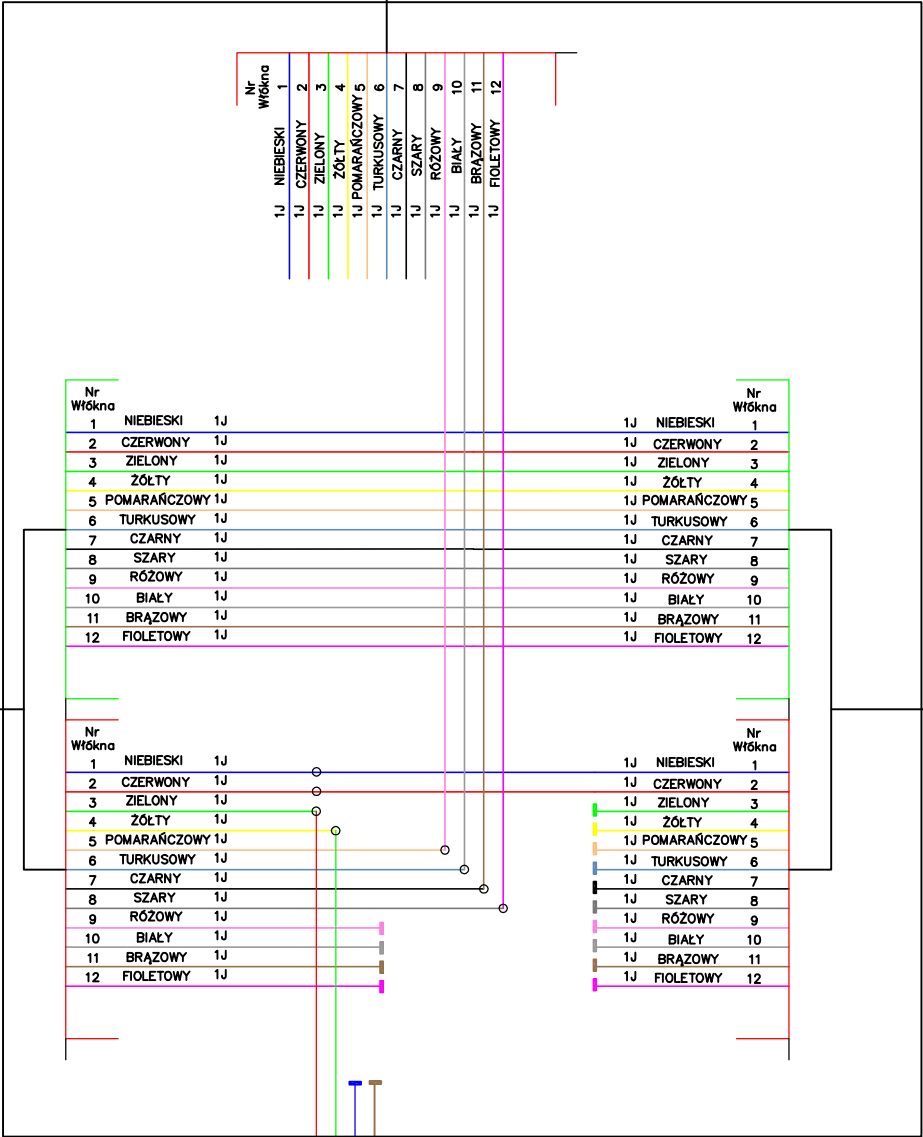 Nr
Włókna
1 NIEBIESKI 1J
2 CZERWONY 1J
3 ZIELONY 1J
4 ŻÓŁTY 1J
5 POMARAŃCZOWY 1J
6 TURKUSOWY 1J
7 CZARNY 1J
8 SZARY 1J
9 RÓŻOWY 1J
10 BIAŁY 1J
11 BRĄZOWY 1J
12 FIOLETOWY 1J
Nr
Włókna
1 NIEBIESKI 1J
2 CZERWONY 1J
3 ZIELONY 1J
4 ŻÓŁTY 1J
5 POMARAŃCZOWY 1J
6 TURKUSOWY 1J
7 CZARNY 1J
8 SZARY 1J
9 RÓŻOWY 1J
10 BIAŁY 1J
11 BRĄZOWY 1J
12 FIOLETOWY 1J
Nr
Włókna
1J NIEBIESKI 1
1J CZERWONY 2
1J ZIELONY 3
1J ŻÓŁTY 4
1J POMARAŃCZOWY 5
1J TURKUSOWY 6
1J CZARNY 7
1J SZARY 8
1J RÓŻOWY 9
1J BIAŁY 10
1J BRĄZOWY 11
1J FIOLETOWY 12
Nr
Włókna
1 NIEBIESKI 1J
2 CZERWONY 1J
3 ZIELONY 1J
4 ŻÓŁTY 1J
5 POMARAŃCZOWY 1J
6 TURKUSOWY 1J
7 CZARNY 1J
8 SZARY 1J
9 RÓŻOWY 1J
10 BIAŁY 1J
11 BRĄZOWY 1J
12 FIOLETOWY 1J
Nr
Włókna
1J NIEBIESKI 1
1J CZERWONY 2
1J ZIELONY 3
1J ŻÓŁTY 4
1J POMARAŃCZOWY 5
1J TURKUSOWY 6
1J CZARNY 7
1J SZARY 8
1J RÓŻOWY 9
1J BIAŁY 10
1J BRĄZOWY 11
1J FIOLETOWY 12